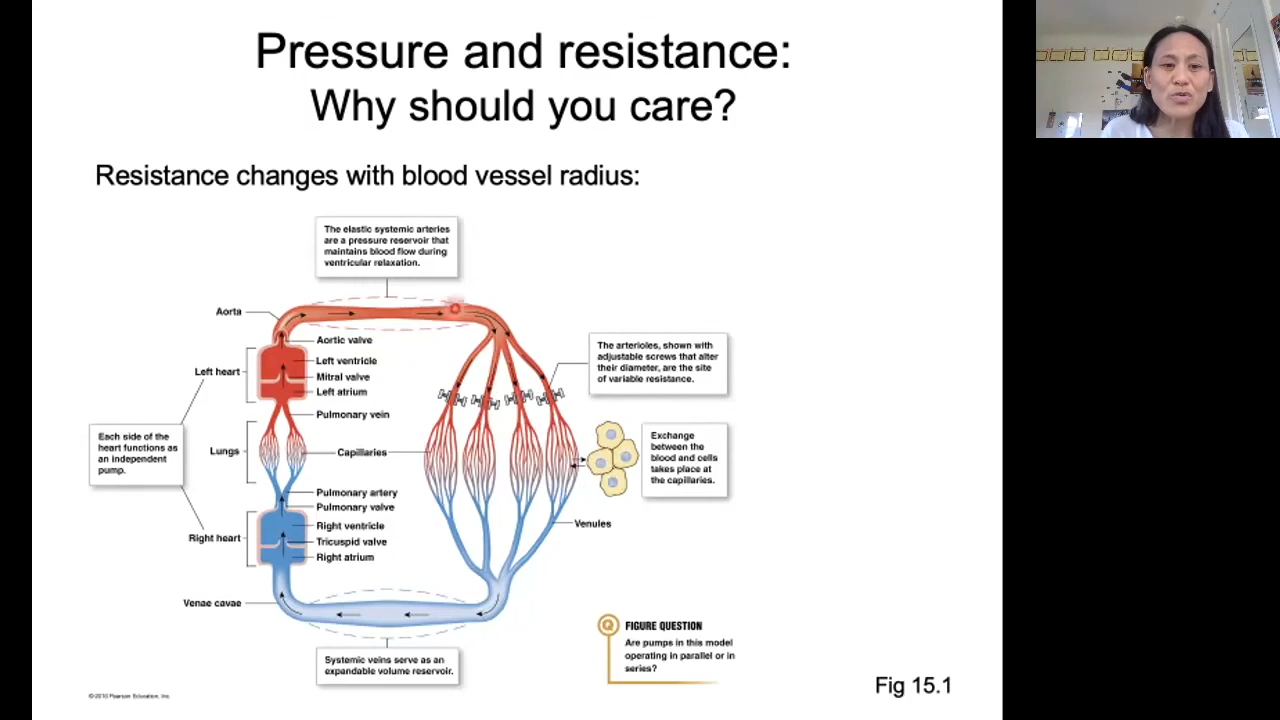 Pressure and resistance:
Why should you care?
Resistance changes with blood vessel radius:
The elastic systemic arteries
are a pressure reservoir that
maintains blood flow during
ventricular relaxation.
Aorta
Aortic valve
Left ventricle
Mitral valve
Left atrium
Left heart
Pulmonary vein
The arterioles, shown with
adjustable screws that alter
their diameter, are the site
of variable resistance.
Each side of the
heart functions as
an independent
pump.
Lungs
Capillaries
Exchange
between the
blood and cells
takes place at
the capillaries.
Pulmonary artery
Pulmonary valve
Right ventricle
Tricuspid valve
Right atrium
Right heart
Venules
Venae cavae
Systemic veins serve as an
expandable volume reservoir.
Q FIGURE QUESTION
Are pumps in this model
operating in parallel or in
series?
© 2016 Pearson Education, Inc.
Fig 15.1